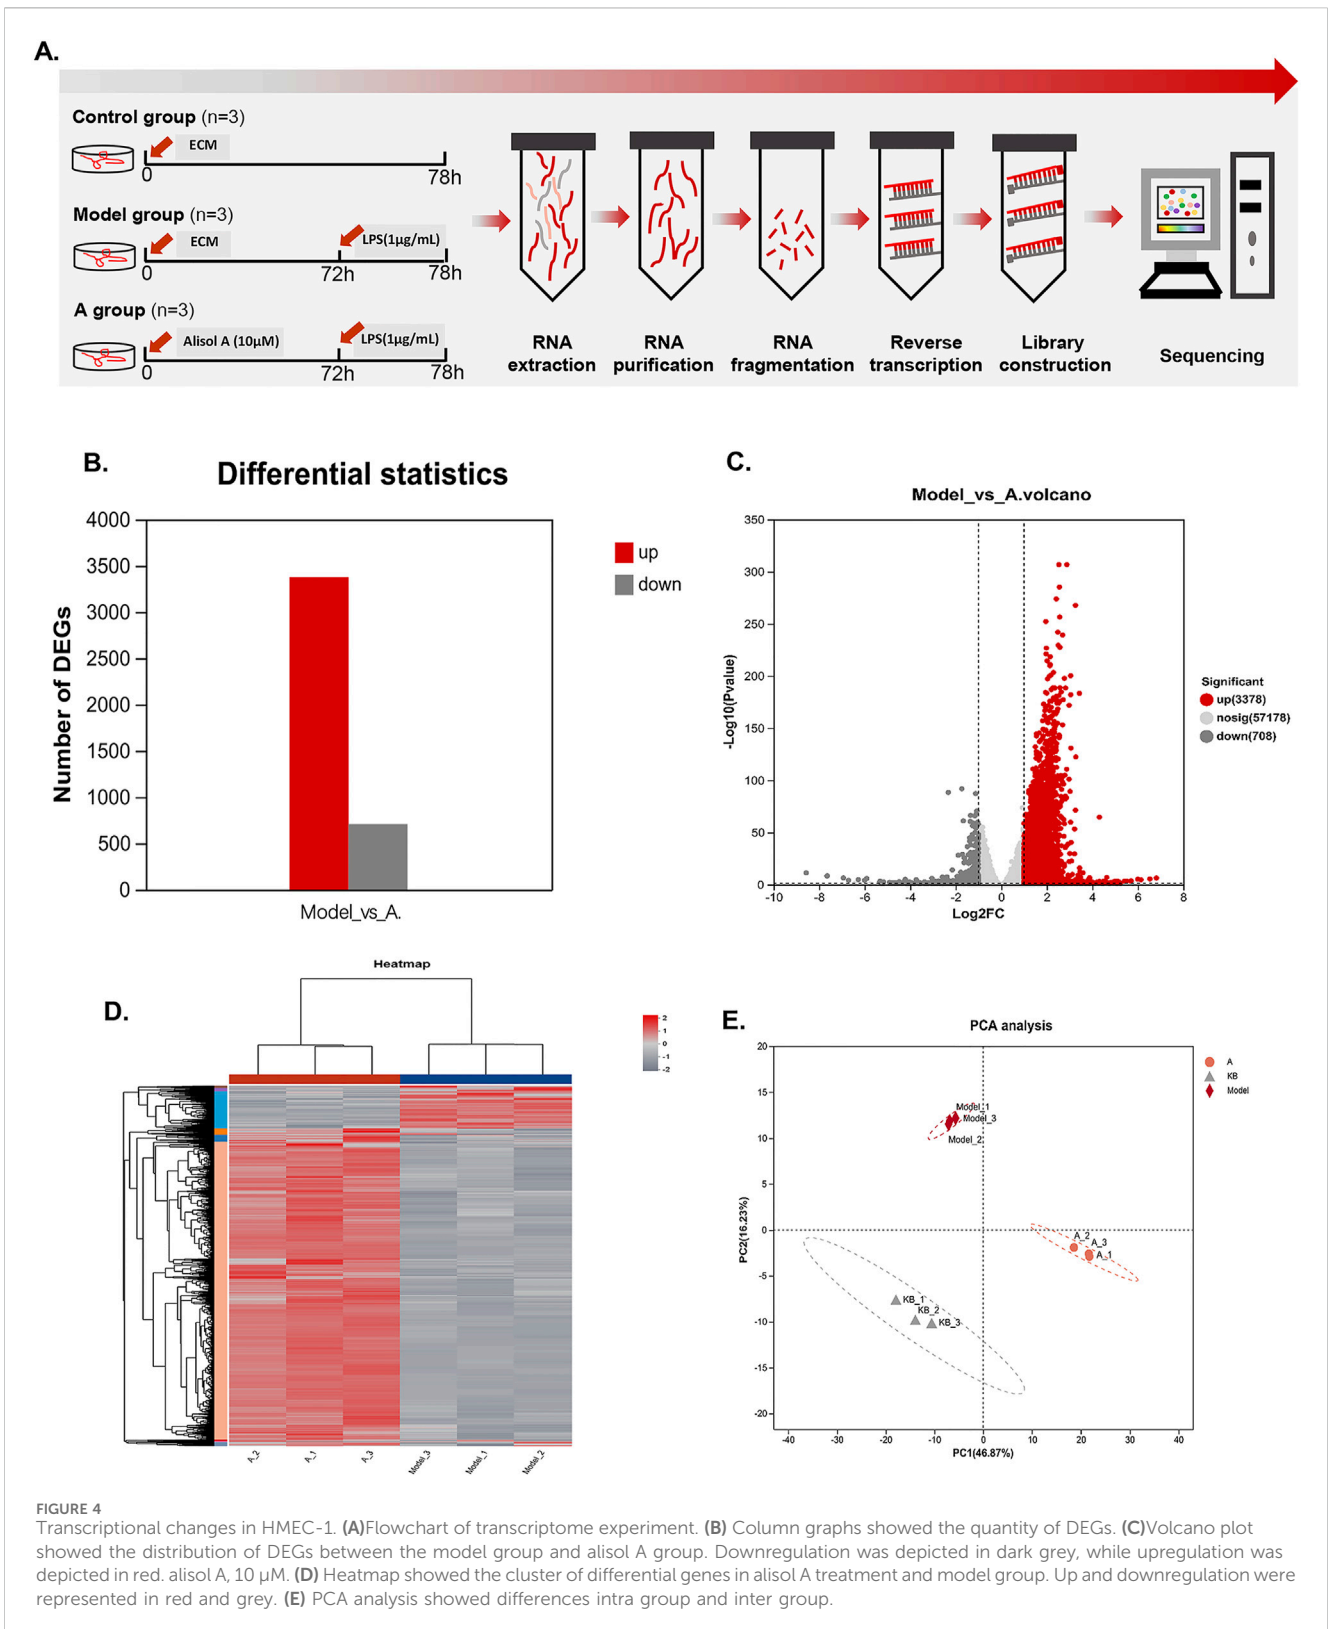 A.
Control group (n=3)
ECM
0
78h
Model group (n=3)
ECM
LPS(1μg/mL)
0
72h
78h
A group (n=3)
Alisol A (10μM)
LPS(1μg/mL)
0
72h
78h
RNA
extraction
RNA
purification
RNA
fragmentation
Reverse
transcription
Library
construction
Sequencing
B.
Differential statistics
Number of DEGs
4000
3500
3000
2500
2000
1500
1000
500
0
Model_vs_A.
up
down
C.
Model_vs_A.volcano
-Log10(Pvalue)
350
300
250
200
150
100
50
0
-10 -8 -6 -4 -2 0 2 4 6 8
Log2FC
Significant
up(3378)
nosig(57178)
down(708)
D.
Heatmap
2
1
0
-1
-2
A_2 A_1 A_3 Model_3 Model_1 Model_2
E.
PCA analysis
PC2(16.23%)
20
15
10
5
0
-5
-10
-15
-20
Model_1
Model_3
Model_2
A_2
A_3
A_1
KB_1
KB_2
KB_3
-40 -30 -20 -10 0 10 20 30 40
PC1(46.87%)
A
KB
Model
FIGURE 4
Transcriptional changes in HMEC-1. (A)Flowchart of transcriptome experiment. (B) Column graphs showed the quantity of DEGs. (C)Volcano plot
showed the distribution of DEGs between the model group and alisol A group. Downregulation was depicted in dark grey, while upregulation was
depicted in red. alisol A, 10 μM. (D) Heatmap showed the cluster of differential genes in alisol A treatment and model group. Up and downregulation were
represented in red and grey. (E) PCA analysis showed differences intra group and inter group.